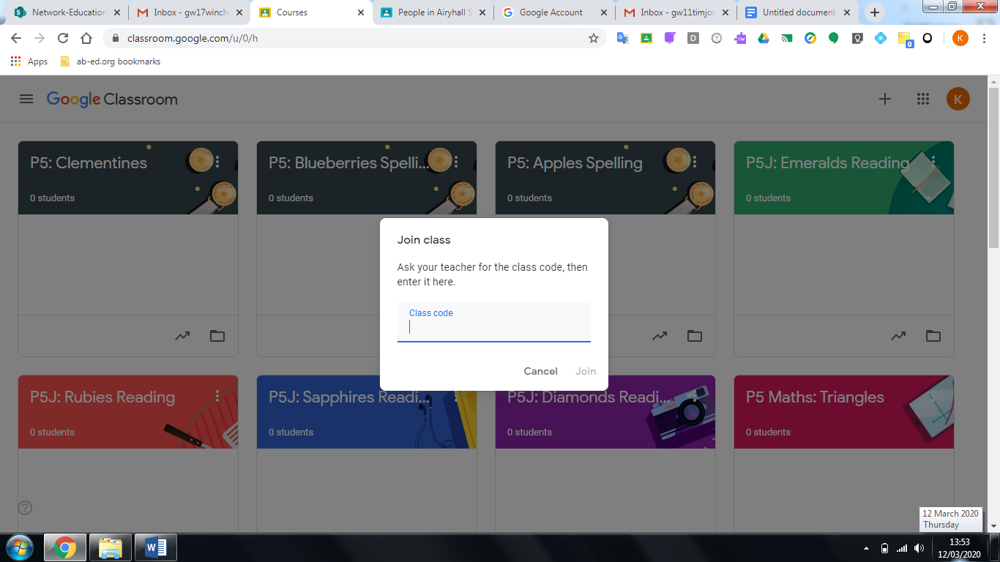 Network-Education
Inbox - gw17winch
Courses
People in Airyhall S
Google Account
Inbox - gw11timjor
Untitled document
classroom.google.com/u/0/h
D
rw
0
K
Apps
ab-ed.org bookmarks
Google Classroom
K
P5: Clementines
0 students
P5: Blueberries Spelli...
0 students
P5: Apples Spelling
0 students
P5J: Emeralds Reading
0 students
Join class
Ask your teacher for the class code, then
enter it here.
Class code
Cancel
Join
P5J: Rubies Reading
0 students
P5J: Sapphires Readi...
0 students
P5J: Diamonds Readi...
0 students
P5 Maths: Triangles
0 students
12 March 2020
Thursday
13:53
12/03/2020